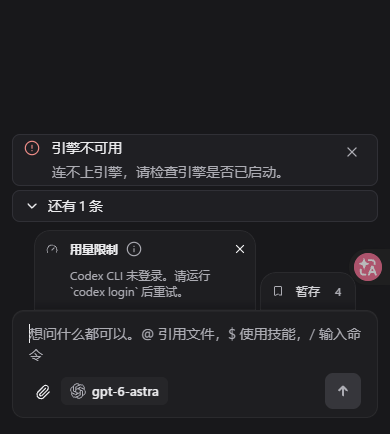 引擎不可用
连不上引擎，请检查引擎是否已启动。
还有 1 条
用量限制
Codex CLI 未登录。请运行
`codex login` 后重试。
暂存 4
想问什么都可以。@ 引用文件，$ 使用技能，/ 输入命
令
gpt-6-astra